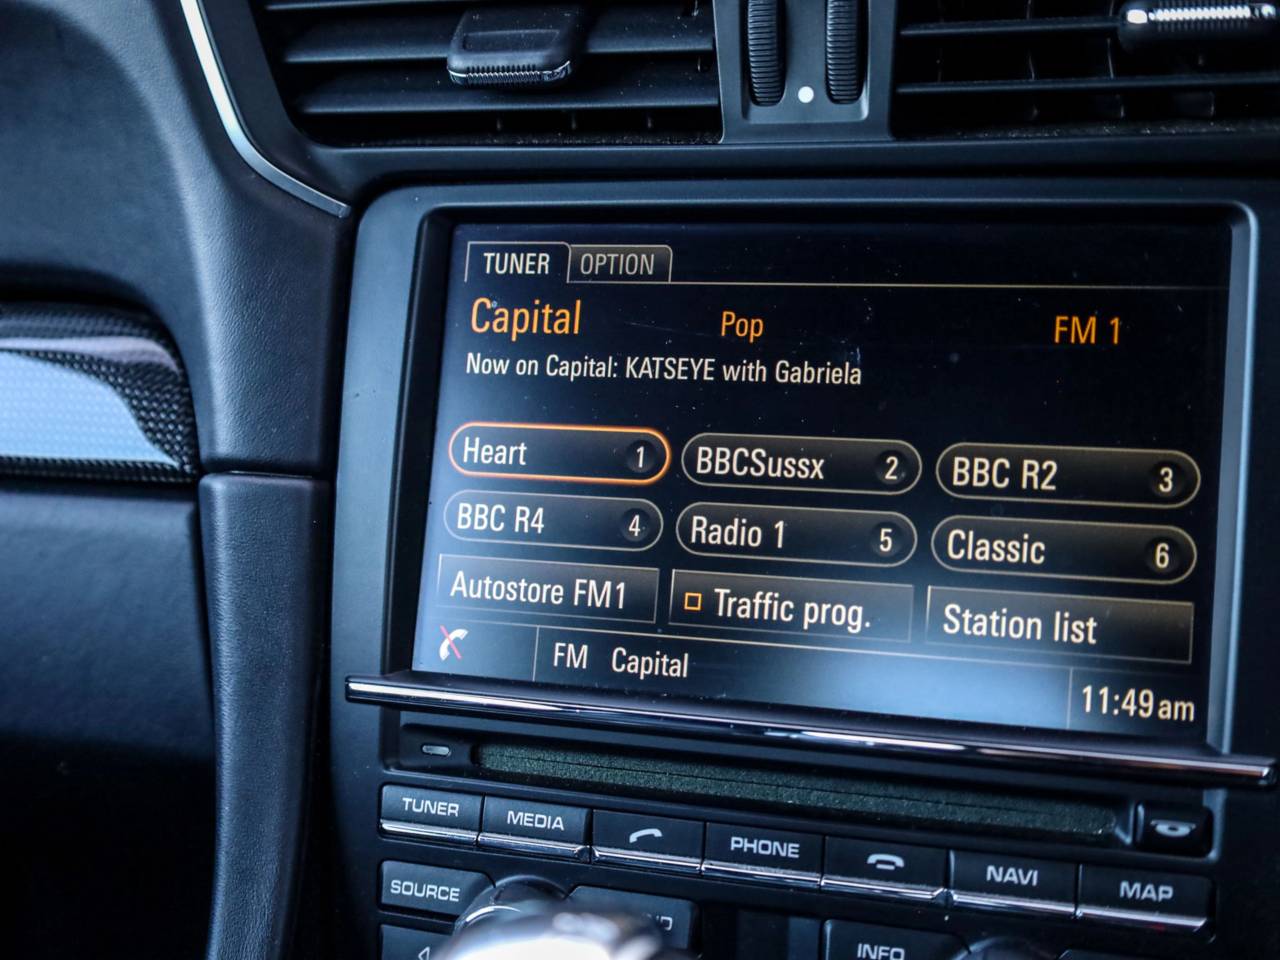 TUNER OPTION
Capital Pop FM 1
Now on Capital: KATSEYE with Gabriela
Heart 1 BBCSussx 2 BBC R2 3
BBC R4 4 Radio 1 5 Classic 6
Autostore FM1 Traffic prog. Station list
FM Capital 11:49 am
TUNER MEDIA PHONE NAVI MAP
SOURCE INFO